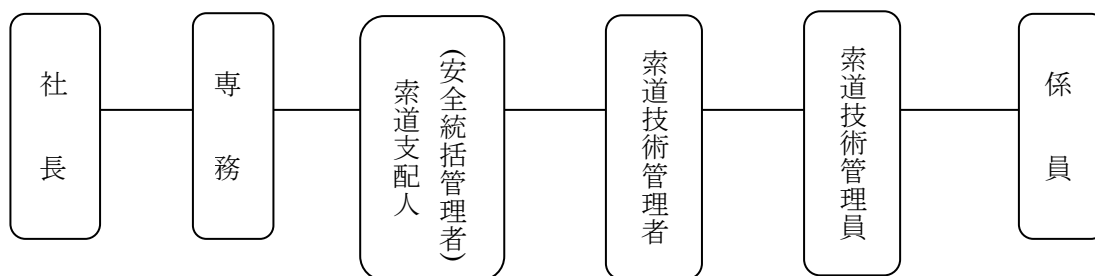 社長
専務
(安全統括管理者)
索道支配人
索道技術管理者
索道技術管理員
係員